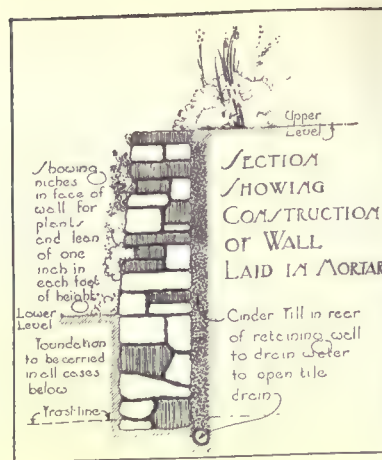 Upper
Level
SECTION
SHOWING
CONSTRUCTION
OF WALL
LAID IN MORTAR
Showing
niches
in face of
wall for
plants
and lean
of one
inch in
each foot
of height
Lower
Level
Foundation
to be carried
in all cases
below
Frost-line
Cinder Fill in rear
of retaining wall
to drain water
to open tile
drain